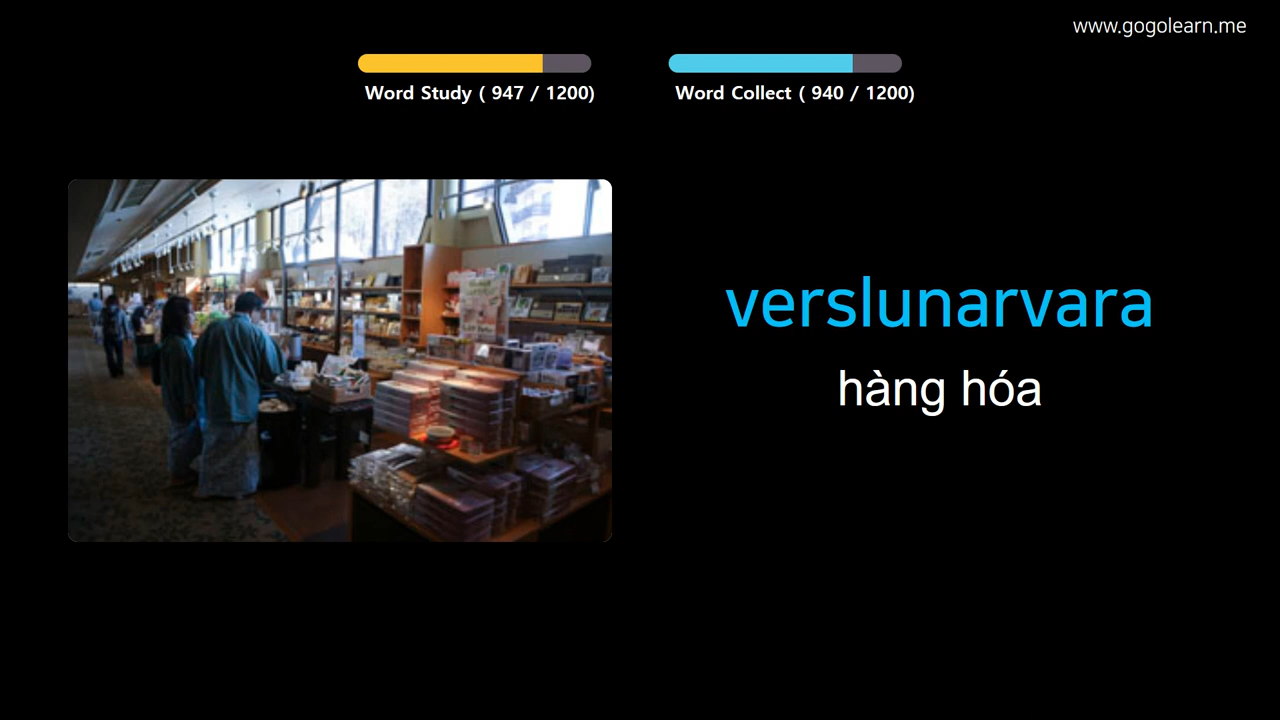 www.gogolearn.me
Word Study ( 947 / 1200)
Word Collect ( 940 / 1200)
verslunarvara
hàng hóa